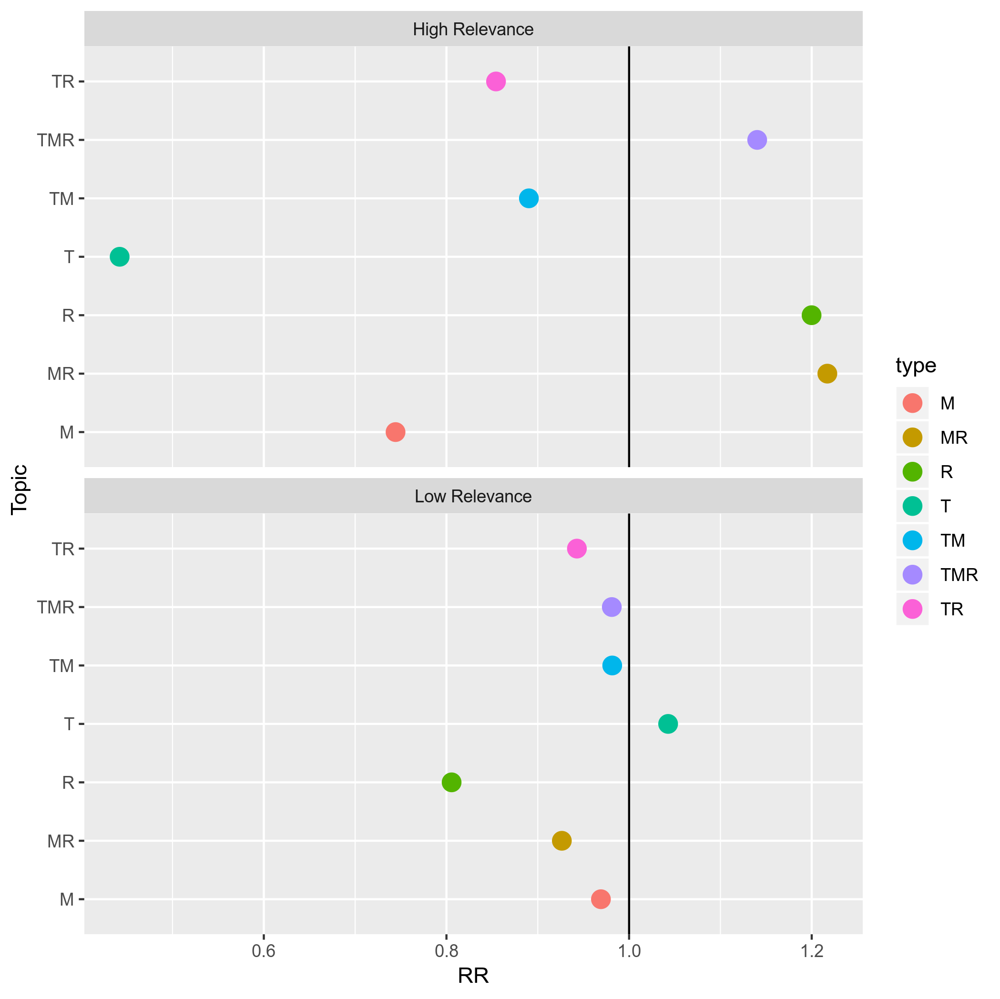 High Relevance
TR
TMR
TM
T
R
MR
M
Low Relevance
TR
TMR
TM
T
R
MR
M
0.6 0.8 1.0 1.2
RR
Topic
type
M
MR
R
T
TM
TMR
TR